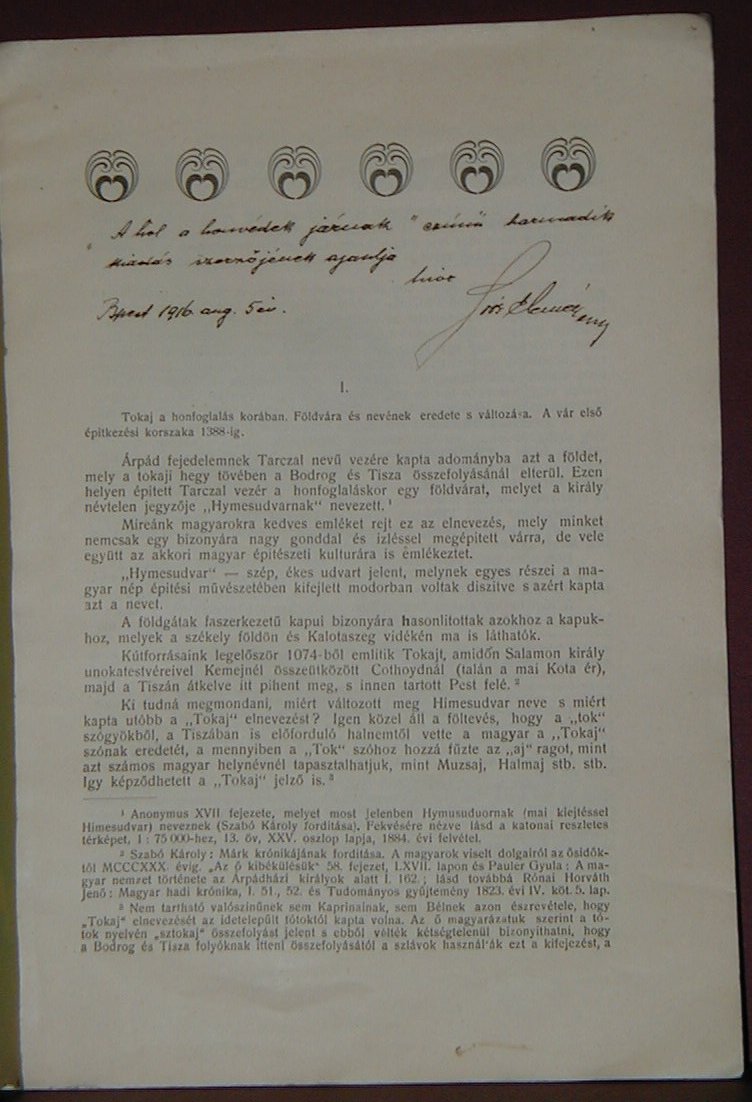 "A hol a honvédek járnak" czímű harmadik
kiadás szerzőjének ajánlja
híve
Bpest 1916. aug. 5én.
I.
Tokaj a honfoglalás korában. Földvára és nevének eredete s változása. A vár első
épitkezési korszaka 1388-ig.
Árpád fejedelemnek Tarczal nevű vezére kapta adományba azt a földet,
mely a tokaji hegy tövében a Bodrog és Tisza összefolyásánál elterül. Ezen
helyen épitett Tarczal vezér a honfoglaláskor egy földvárat, melyet a király
névtelen jegyzője „Hymesudvarnak“ nevezett. ¹
Mireánk magyarokra kedves emléket rejt ez az elnevezés, mely minket
nemcsak egy bizonyára nagy gonddal és izléssel megépitett várra, de vele
együtt az akkori magyar épitészeti kulturára is emlékeztet.
„Hymesudvar“ — szép, ékes udvart jelent, melynek egyes részei a ma-
gyar nép épitési művészetében kifejlett modorban voltak diszitve s azért kapta
azt a nevet.
A földgátak faszerkezetű kapui bizonyára hasonlitottak azokhoz a kapuk-
hoz, melyek a székely földön és Kalotaszeg vidékén ma is láthatók.
Kútforrásaink legelőször 1074-ből emlitik Tokajt, amidőn Salamon király
unokatestvéreivel Kemejnél összeütközött Cothoydnál (talán a mai Kota ér),
majd a Tiszán átkelve itt pihent meg, s innen tartott Pest felé. ²
Ki tudná megmondani, miért változott meg Himesudvar neve s miért
kapta utóbb a „Tokaj“ elnevezést? Igen közel áll a föltevés, hogy a „tok“
szógyökből, a Tiszában is előforduló halnemtől vette a magyar a „Tokaj“
szónak eredetét, a mennyiben a „Tok“ szóhoz hozzá fűzte az „aj“ ragot, mint
azt számos magyar helynévnél tapasztalhatjuk, mint Muzsaj, Halmaj stb. stb.
Igy képződhetett a „Tokaj“ jelző is. ³
¹ Anonymus XVII fejezete, melyet most jelenben Hymusuduornak (mai kiejtéssel
Himesudvar) neveznek (Szabó Károly forditása). Fekvésére nézve lásd a katonai részletes
térképet, 1 : 75 000-hez, 13. öv, XXV. oszlop lapja, 1884. évi felvétel.
² Szabó Károly: Márk krónikájának forditása. A magyarok viselt dolgairól az ősidők-
től MCCCXXX. évig. „Az ő kibékülésük“ 58. fejezet, LXVII. lapon és Pauler Gyula: A ma-
gyar nemzet története az Árpádházi királyok alatt I. 162.; lásd továbbá Rónai Horváth
Jenő: Magyar hadi krónika, I. 51., 52. és Tudományos gyűjtemény 1823. évi IV. köt. 5. lap.
³ Nem tartható valószinűnek sem Kaprinainak, sem Bélnek azon észrevétele, hogy
„Tokaj“ elnevezését az idetelepült tótoktól kapta volna. Az ő magyarázatuk szerint a tó-
tok nyelvén „sztokaj“ összefolyást jelent s ebből vélték kétségtelenül bizonyithatni, hogy
a Bodrog és Tisza folyóknak itteni összefolyásától a szlávok használták ezt a kifejezést, a